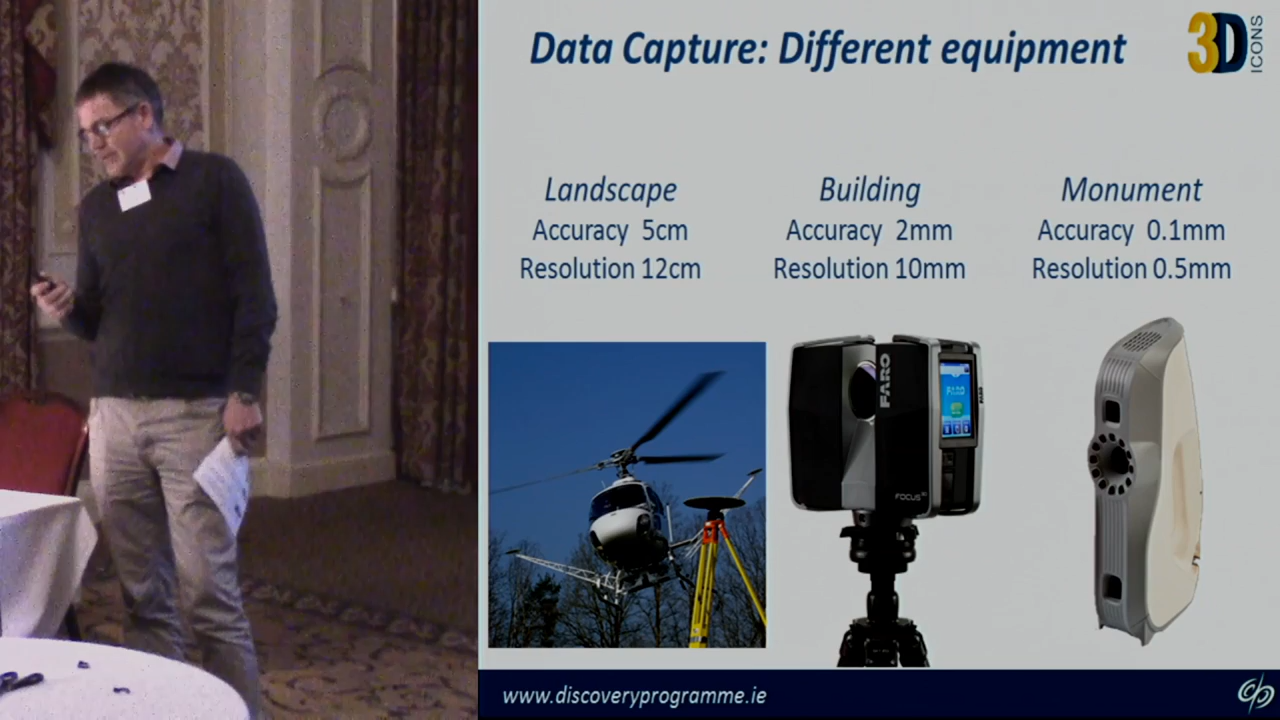 Data Capture: Different equipment
3D
ICONS
Landscape
Accuracy 5cm
Resolution 12cm
Building
Accuracy 2mm
Resolution 10mm
Monument
Accuracy 0.1mm
Resolution 0.5mm
FARO
FARO
FOCUS
www.discoveryprogramme.ie